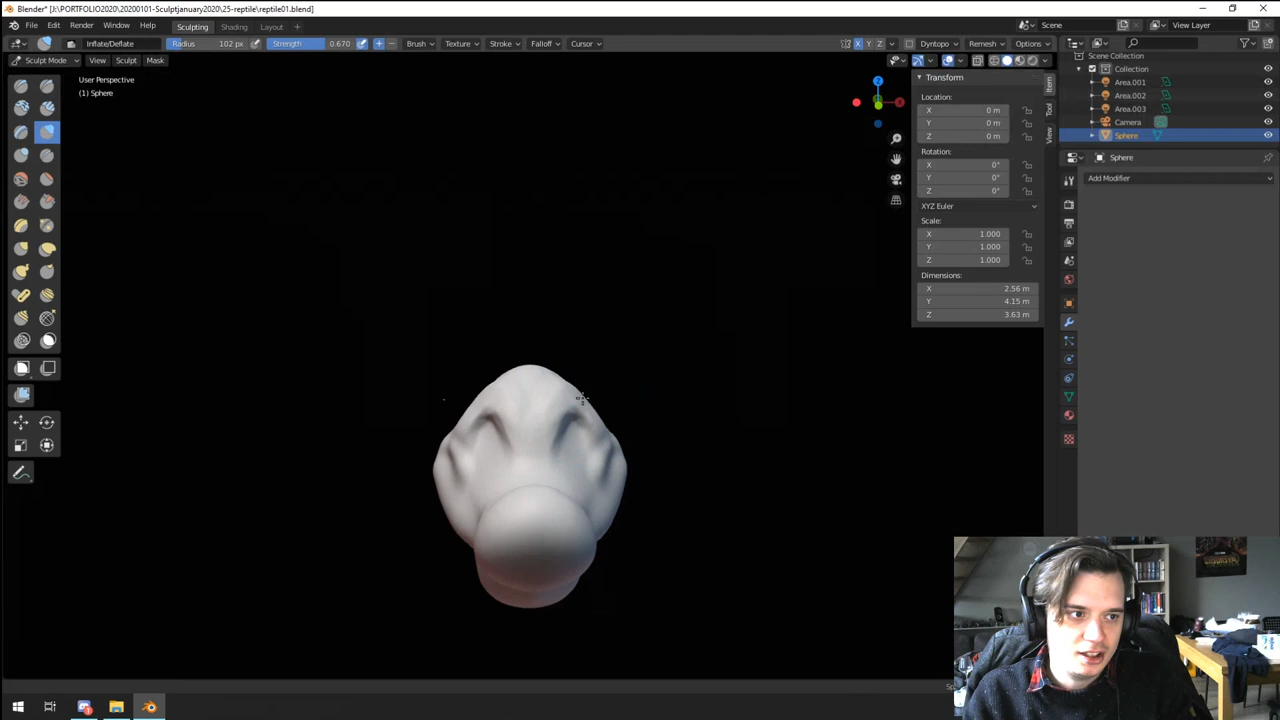 Blender* [J:\PORTFOLIO2020\20200101-Sculptjanuary2020\25-reptile\reptile01.blend]
File Edit Render Window Help Sculpting Shading Layout Scene View Layer
Inflate/Deflate Radius 102 px Strength 0.670 Brush Texture Stroke Falloff Cursor X Y Z Dyntopo Remesh Options
Sculpt Mode View Sculpt Mask
User Perspective
(1) Sphere
Z
X
Transform
Location:
X 0 m
Y 0 m
Z 0 m
Rotation:
X 0°
Y 0°
Z 0°
XYZ Euler
Scale:
X 1.000
Y 1.000
Z 1.000
Dimensions:
X 2.56 m
Y 4.15 m
Z 3.63 m
Item
Tool
View
Scene Collection
Collection
Area.001
Area.002
Area.003
Camera
Sphere
Sphere
Add Modifier